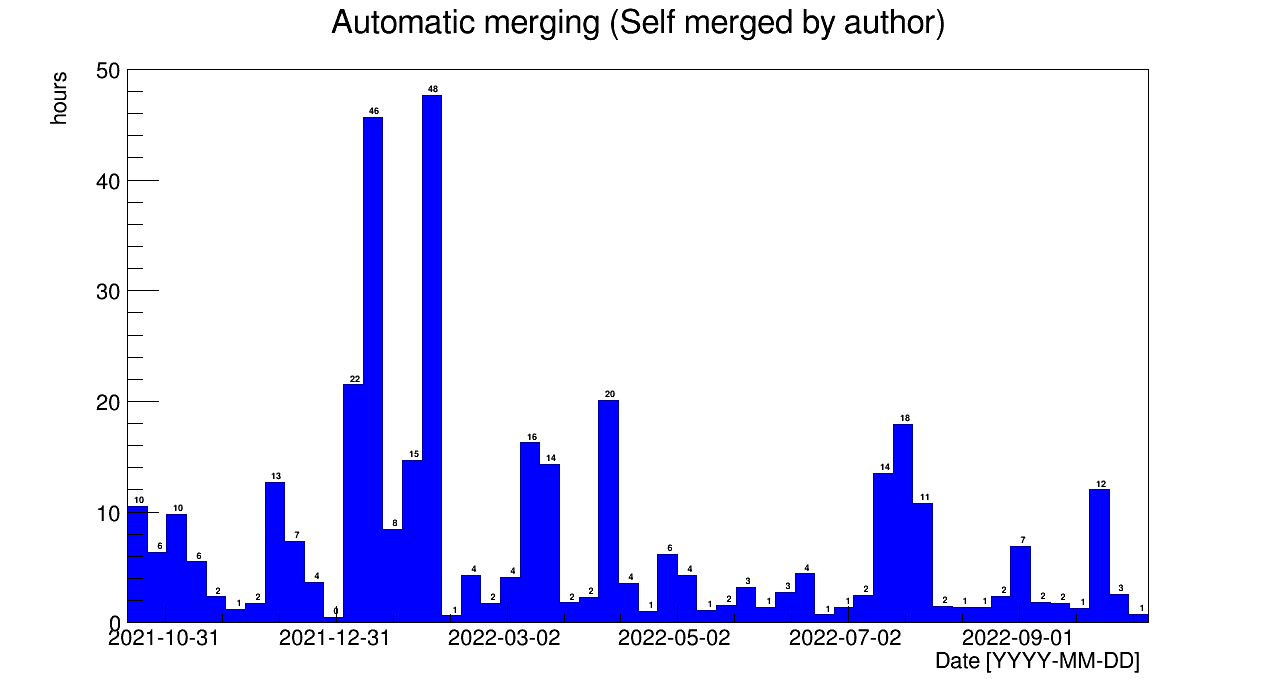 Automatic merging (Self merged by author)
hours
50
40
30
20
10
0
10 6 10 6 2 1 2 13 7 4 0 22 46 8 15 48 1 4 2 4 16 14 2 2 20 4 1 6 4 1 2 3 1 3 4 1 1 2 14 18 11 2 1 1 2 7 2 2 1 12 3 1
2021-10-31 2021-12-31 2022-03-02 2022-05-02 2022-07-02 2022-09-01
Date [YYYY-MM-DD]